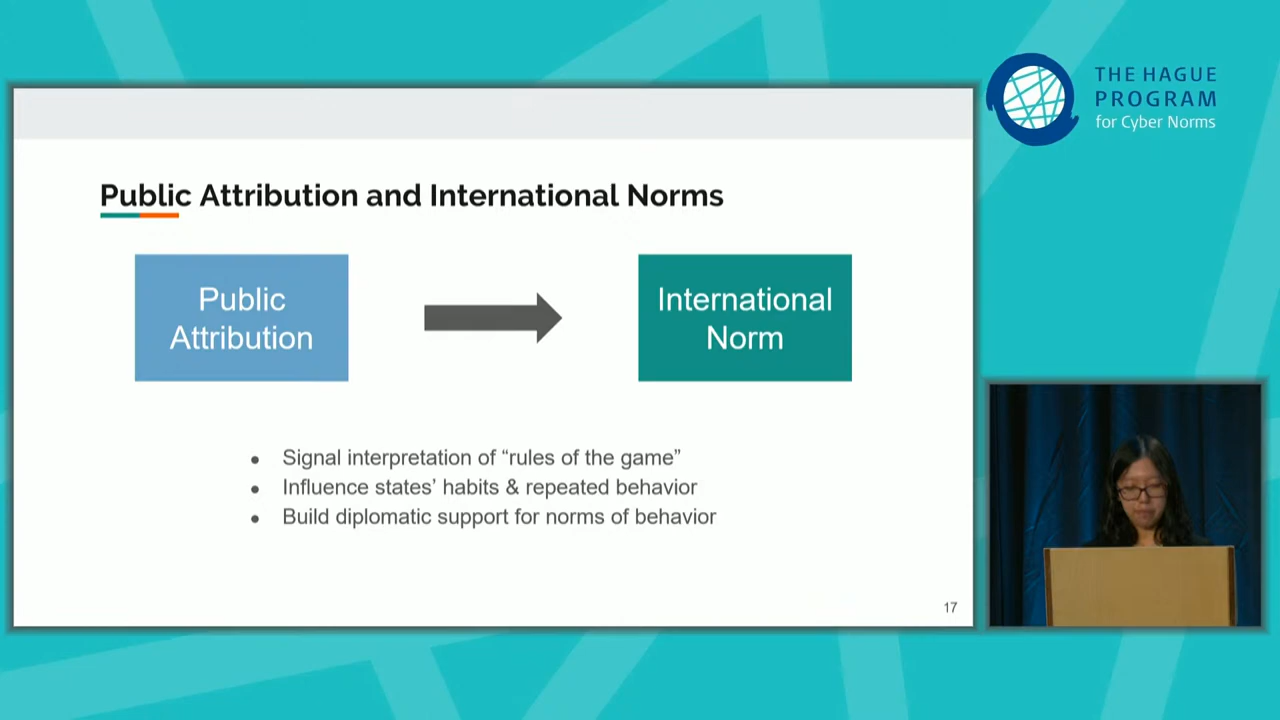 THE HAGUE
PROGRAM
for Cyber Norms
Public Attribution and International Norms
Public
Attribution
International
Norm
● Signal interpretation of “rules of the game”
● Influence states’ habits & repeated behavior
● Build diplomatic support for norms of behavior
17